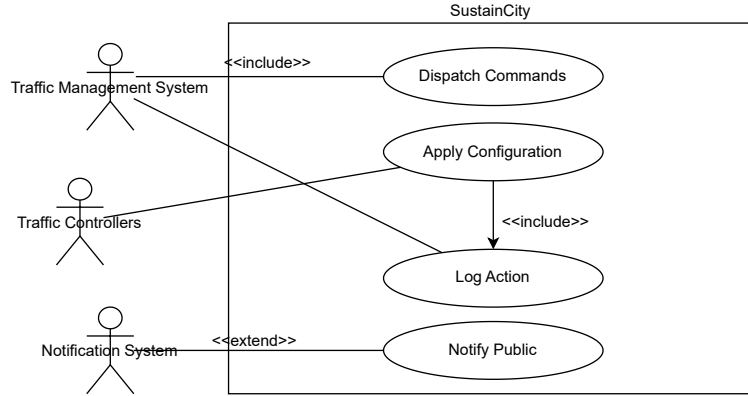 SustainCity
<<include>>
Dispatch Commands
Traffic Management System
Apply Configuration
Traffic Controllers
<<include>>
Log Action
Notification System
<<extend>>
Notify Public